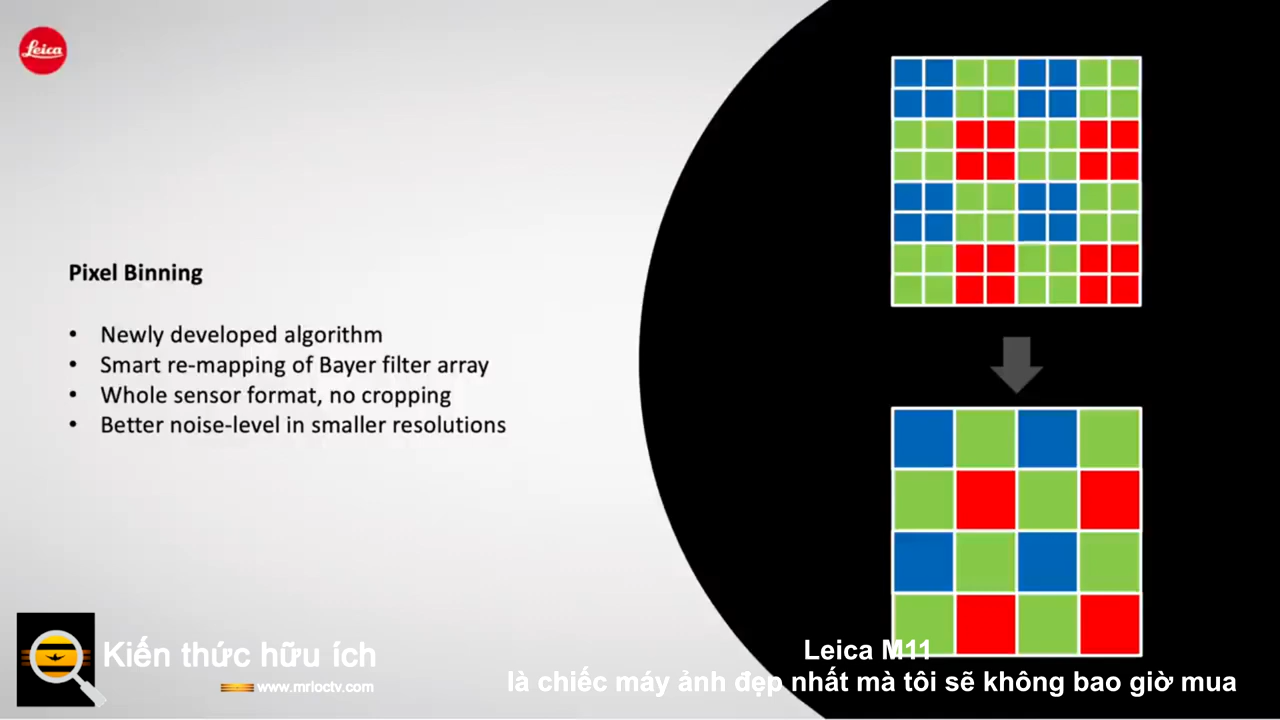 Leica
Pixel Binning
• Newly developed algorithm
• Smart re-mapping of Bayer filter array
• Whole sensor format, no cropping
• Better noise-level in smaller resolutions
Kiến thức hữu ích
www.mrloctv.com
Leica M11
là chiếc máy ảnh đẹp nhất mà tôi sẽ không bao giờ mua